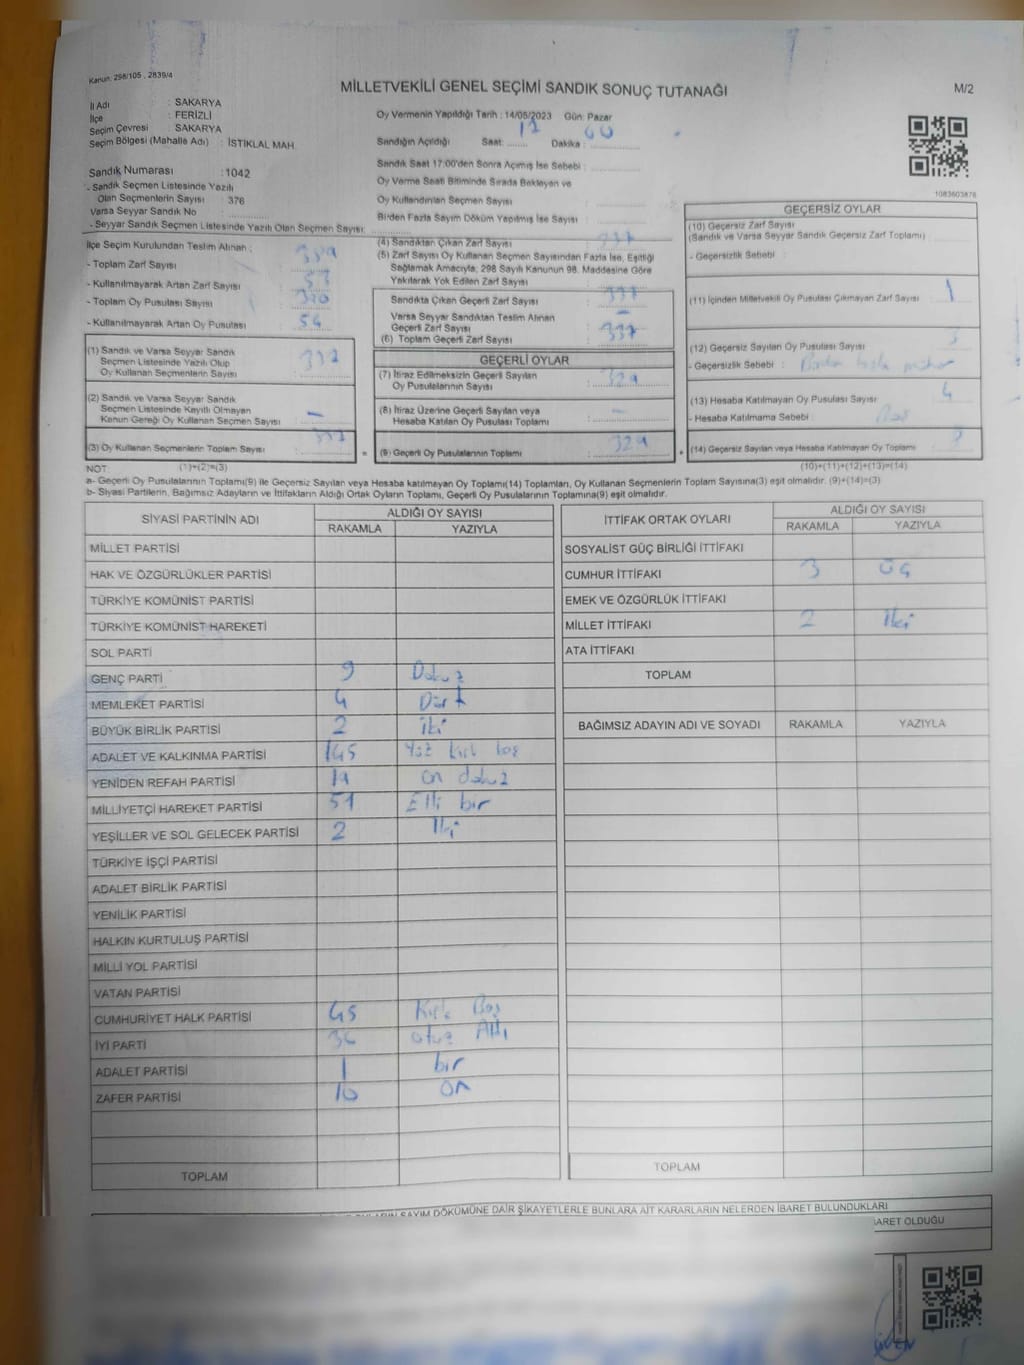 Kanun: 298/105 , 2839/4
MİLLETVEKİLİ GENEL SEÇİMİ SANDIK SONUÇ TUTANAĞI
M/2
İl Adı : SAKARYA
İlçe : FERİZLİ
Seçim Çevresi : SAKARYA
Seçim Bölgesi (Mahalle Adı) : İSTİKLAL MAH.
Sandık Numarası : 1042
- Sandık Seçmen Listesinde Yazılı
Olan Seçmenlerin Sayısı 376
Varsa Seyyar Sandık No
- Seyyar Sandık Seçmen Listesinde Yazılı Olan Seçmen Sayısı:
Oy Vermenin Yapıldığı Tarih : 14/05/2023 Gün: Pazar
Sandığın Açıldığı Saat: 17 Dakika : 00
Sandık Saat 17:00'den Sonra Açılmış İse Sebebi :
Oy Verme Saati Bitiminde Sırada Bekleyen ve
Oy Kullandırılan Seçmen Sayısı
Birden Fazla Sayım Döküm Yapılmış İse Sayısı :
1083603876
İlçe Seçim Kurulundan Teslim Alınan :
- Toplam Zarf Sayısı
- Kullanılmayarak Artan Zarf Sayısı : 53
- Toplam Oy Pusulası Sayısı
- Kullanılmayarak Artan Oy Pusulası : 54
(1) Sandık ve Varsa Seyyar Sandık
Seçmen Listesinde Yazılı Olup
Oy Kullanan Seçmenlerin Sayısı : 337
(2) Sandık ve Varsa Seyyar Sandık
Seçmen Listesinde Kayıtlı Olmayan
Kanun Gereği Oy Kullanan Seçmen Sayısı : -
(3) Oy Kullanan Seçmenlerin Toplam Sayısı : 337
(4) Sandıktan Çıkan Zarf Sayısı : 337
(5) Zarf Sayısı Oy Kullanan Seçmen Sayısından Fazla İse, Eşitliği
Sağlamak Amacıyla, 298 Sayılı Kanunun 98. Maddesine Göre
Yakılarak Yok Edilen Zarf Sayısı :
Sandıkta Çıkan Geçerli Zarf Sayısı : 337
Varsa Seyyar Sandıktan Teslim Alınan
Geçerli Zarf Sayısı : -
(6) Toplam Geçerli Zarf Sayısı : 337
GEÇERLİ OYLAR
(7) İtiraz Edilmeksizin Geçerli Sayılan
Oy Pusulalarının Sayısı : 329
(8) İtiraz Üzerine Geçerli Sayılan veya
Hesaba Katılan Oy Pusulası Toplamı : -
(9) Geçerli Oy Pusulalarının Toplamı : 329
GEÇERSİZ OYLAR
(10) Geçersiz Zarf Sayısı
(Sandık ve Varsa Seyyar Sandık Geçersiz Zarf Toplamı) :
- Geçersizlik Sebebi :
(11) İçinden Milletvekili Oy Pusulası Çıkmayan Zarf Sayısı : 1
(12) Geçersiz Sayılan Oy Pusulası Sayısı : 3
- Geçersizlik Sebebi : Birden fazla mühür
(13) Hesaba Katılmayan Oy Pusulası Sayısı : 4
- Hesaba Katılmama Sebebi : Boş
(14) Geçersiz Sayılan veya Hesaba Katılmayan Oy Toplamı :
NOT: (1)+(2)=(3) (10)+(11)+(12)+(13)=(14)
a- Geçerli Oy Pusulalarının Toplamı(9) ile Geçersiz Sayılan veya Hesaba katılmayan Oy Toplamı(14) Toplamları, Oy Kullanan Seçmenlerin Toplam Sayısına(3) eşit olmalıdır. (9)+(14)=(3)
b- Siyasi Partilerin, Bağımsız Adayların ve İttifakların Aldığı Ortak Oyların Toplamı, Geçerli Oy Pusulalarının Toplamına(9) eşit olmalıdır.
SİYASİ PARTİNİN ADI
ALDIĞI OY SAYISI
RAKAMLA YAZIYLA
MİLLET PARTİSİ
HAK VE ÖZGÜRLÜKLER PARTİSİ
TÜRKİYE KOMÜNİST PARTİSİ
TÜRKİYE KOMÜNİST HAREKETİ
SOL PARTİ
GENÇ PARTİ 9 Dokuz
MEMLEKET PARTİSİ 4 Dört
BÜYÜK BİRLİK PARTİSİ 2 iki
ADALET VE KALKINMA PARTİSİ 145 Yüz kırk beş
YENİDEN REFAH PARTİSİ 19 on dokuz
MİLLİYETÇİ HAREKET PARTİSİ 51 Elli bir
YEŞİLLER VE SOL GELECEK PARTİSİ 2 İki
TÜRKİYE İŞÇİ PARTİSİ
ADALET BİRLİK PARTİSİ
YENİLİK PARTİSİ
HALKIN KURTULUŞ PARTİSİ
MİLLİ YOL PARTİSİ
VATAN PARTİSİ
CUMHURİYET HALK PARTİSİ 45 Kırk Beş
İYİ PARTİ 36 otuz Altı
ADALET PARTİSİ 1 bir
ZAFER PARTİSİ 10 on
TOPLAM
İTTİFAK ORTAK OYLARI
ALDIĞI OY SAYISI
RAKAMLA YAZIYLA
SOSYALİST GÜÇ BİRLİĞİ İTTİFAKI
CUMHUR İTTİFAKI 3 üç
EMEK VE ÖZGÜRLÜK İTTİFAKI
MİLLET İTTİFAKI 2 İki
ATA İTTİFAKI
TOPLAM
BAĞIMSIZ ADAYIN ADI VE SOYADI RAKAMLA YAZIYLA
TOPLAM
SAYIM DÖKÜMÜNE DAİR ŞİKAYETLERLE BUNLARA AİT KARARLARIN NELERDEN İBARET BULUNDUKLARI
BARET OLDUĞU